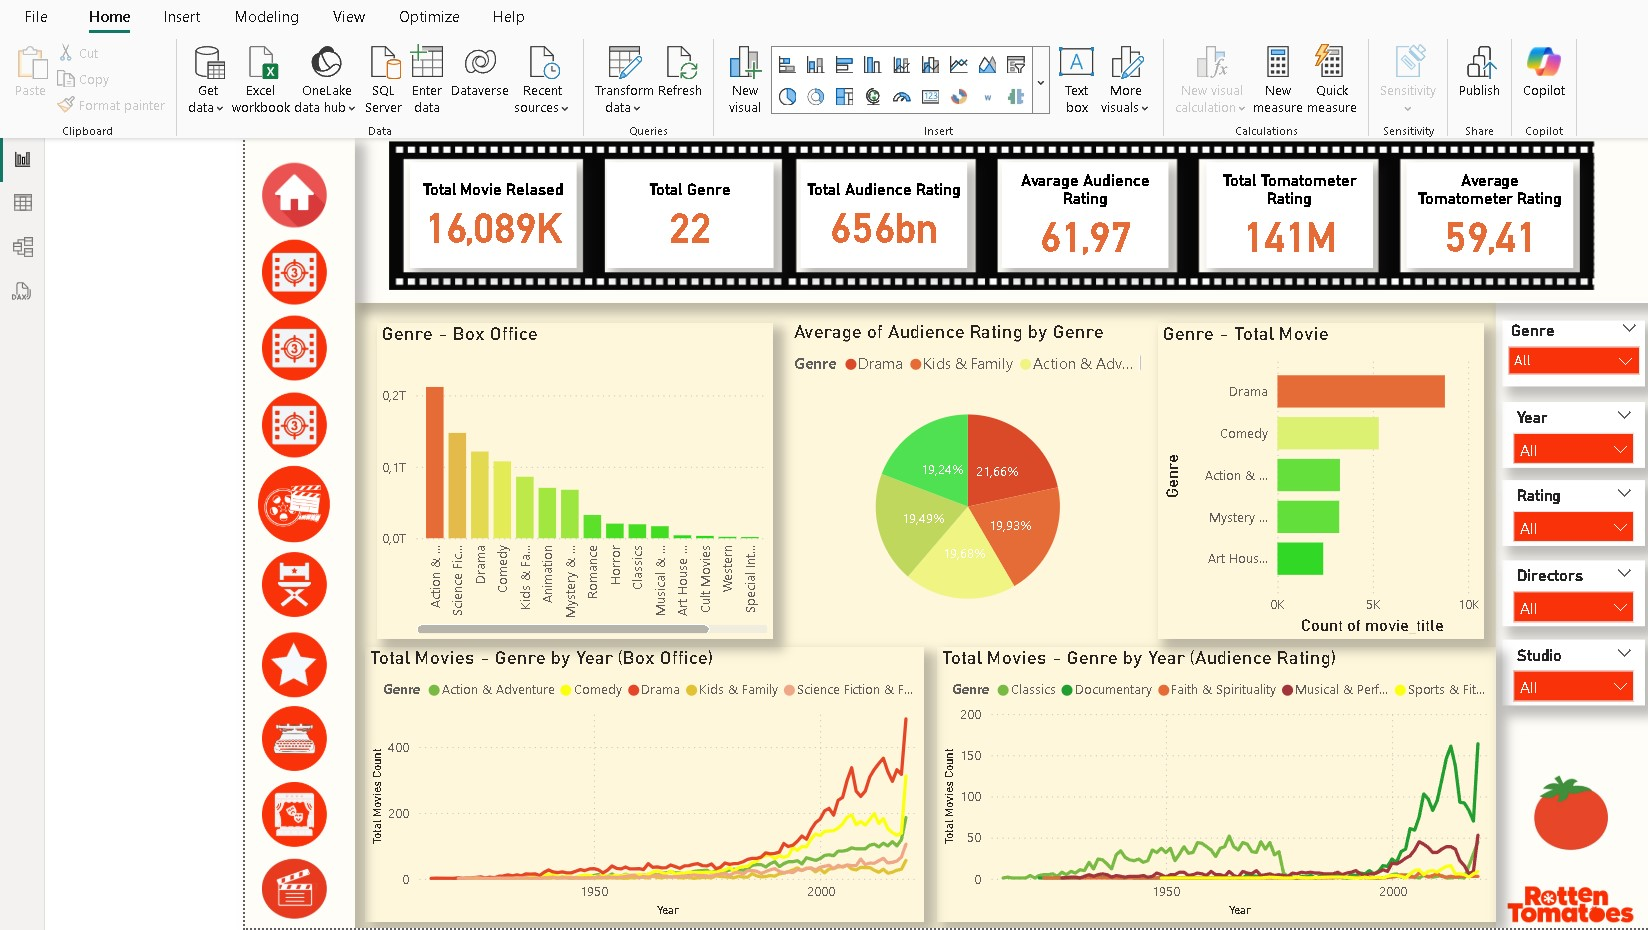 File Home Insert Modeling View Optimize Help
Paste
Cut
Copy
Format painter
Clipboard
Get data
Excel workbook
OneLake data hub
SQL Server
Enter data
Dataverse
Recent sources
Data
Transform data
Refresh
Queries
New visual
Text box
More visuals
Insert
New visual calculation
New measure
Quick measure
Calculations
Sensitivity
Sensitivity
Publish
Share
Copilot
Copilot
DAX
Total Movie Relased
16,089K
Total Genre
22
Total Audience Rating
656bn
Avarage Audience
Rating
61,97
Total Tomatometer
Rating
141M
Average
Tomatometer Rating
59,41
Genre - Box Office
0,2T
0,1T
0,0T
Action & ...
Science Fic...
Drama
Comedy
Kids & Fa...
Animation
Mystery & ...
Romance
Horror
Classics
Musical & ...
Art House ...
Cult Movies
Western
Special Int...
Average of Audience Rating by Genre
Genre Drama Kids & Family Action & Adv...
19,24% 21,66%
19,49% 19,93%
19,68%
Genre - Total Movie
Genre
Drama
Comedy
Action & ...
Mystery ...
Art Hous...
0K 5K 10K
Count of movie_title
Genre
All
Year
All
Rating
All
Directors
All
Studio
All
Total Movies - Genre by Year (Box Office)
Genre Action & Adventure Comedy Drama Kids & Family Science Fiction & F...
Total Movies Count
400
200
0
1950 2000
Year
Total Movies - Genre by Year (Audience Rating)
Genre Classics Documentary Faith & Spirituality Musical & Perf... Sports & Fit...
Total Movies Count
200
150
100
50
0
1950 2000
Year
3
3
3
Rotten
Tomatoes